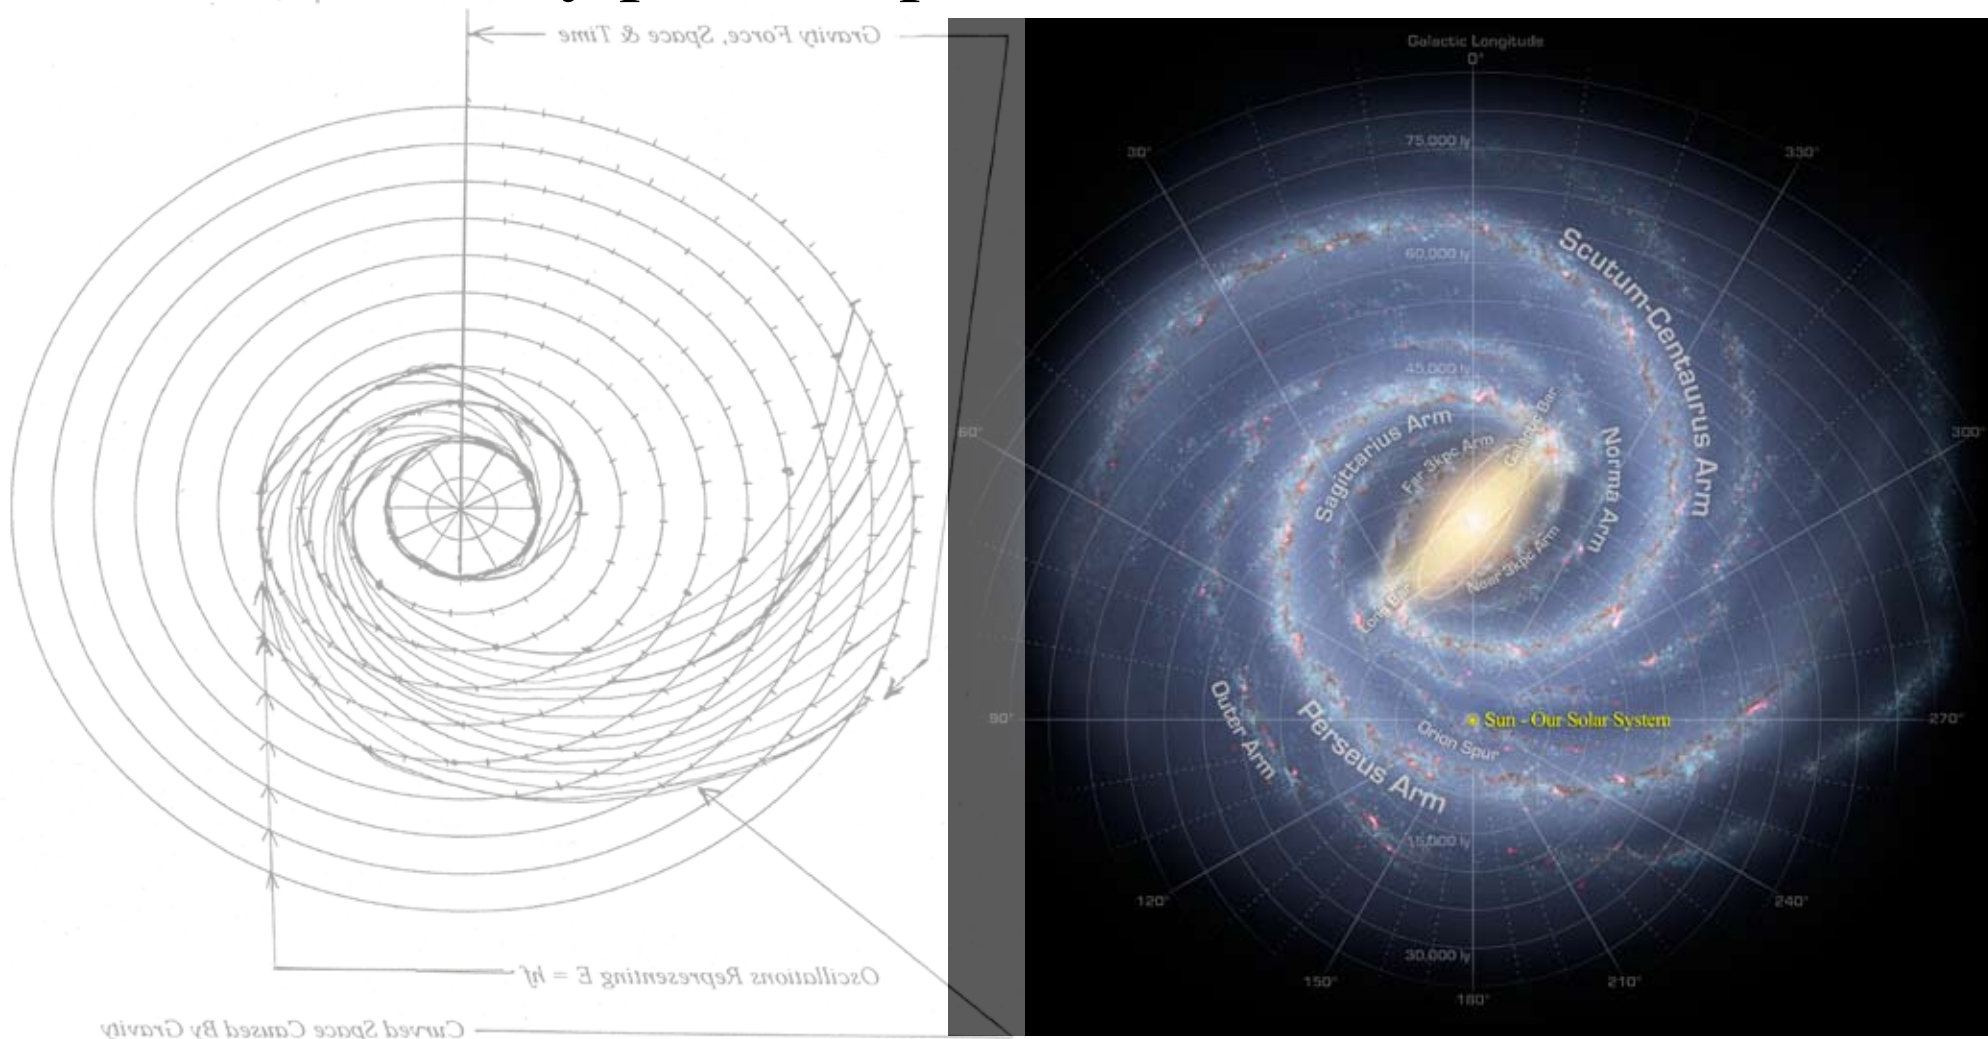 Gravity Force, Space & Time
Oscillations Representing E = hf
Curved Space Caused By Gravity
Galactic Longitude
0°
30°
330°
75,000 ly
60,000 ly
45,000 ly
Scutum-Centaurus Arm
Sagittarius Arm
Far 3kpc Arm
Galactic Bar
Norma Arm
60°
300°
Near 3kpc Arm
Long Bar
90°
Sun - Our Solar System
270°
Outer Arm
Perseus Arm
Orion Spur
15,000 ly
120°
240°
30,000 ly
150°
210°
180°